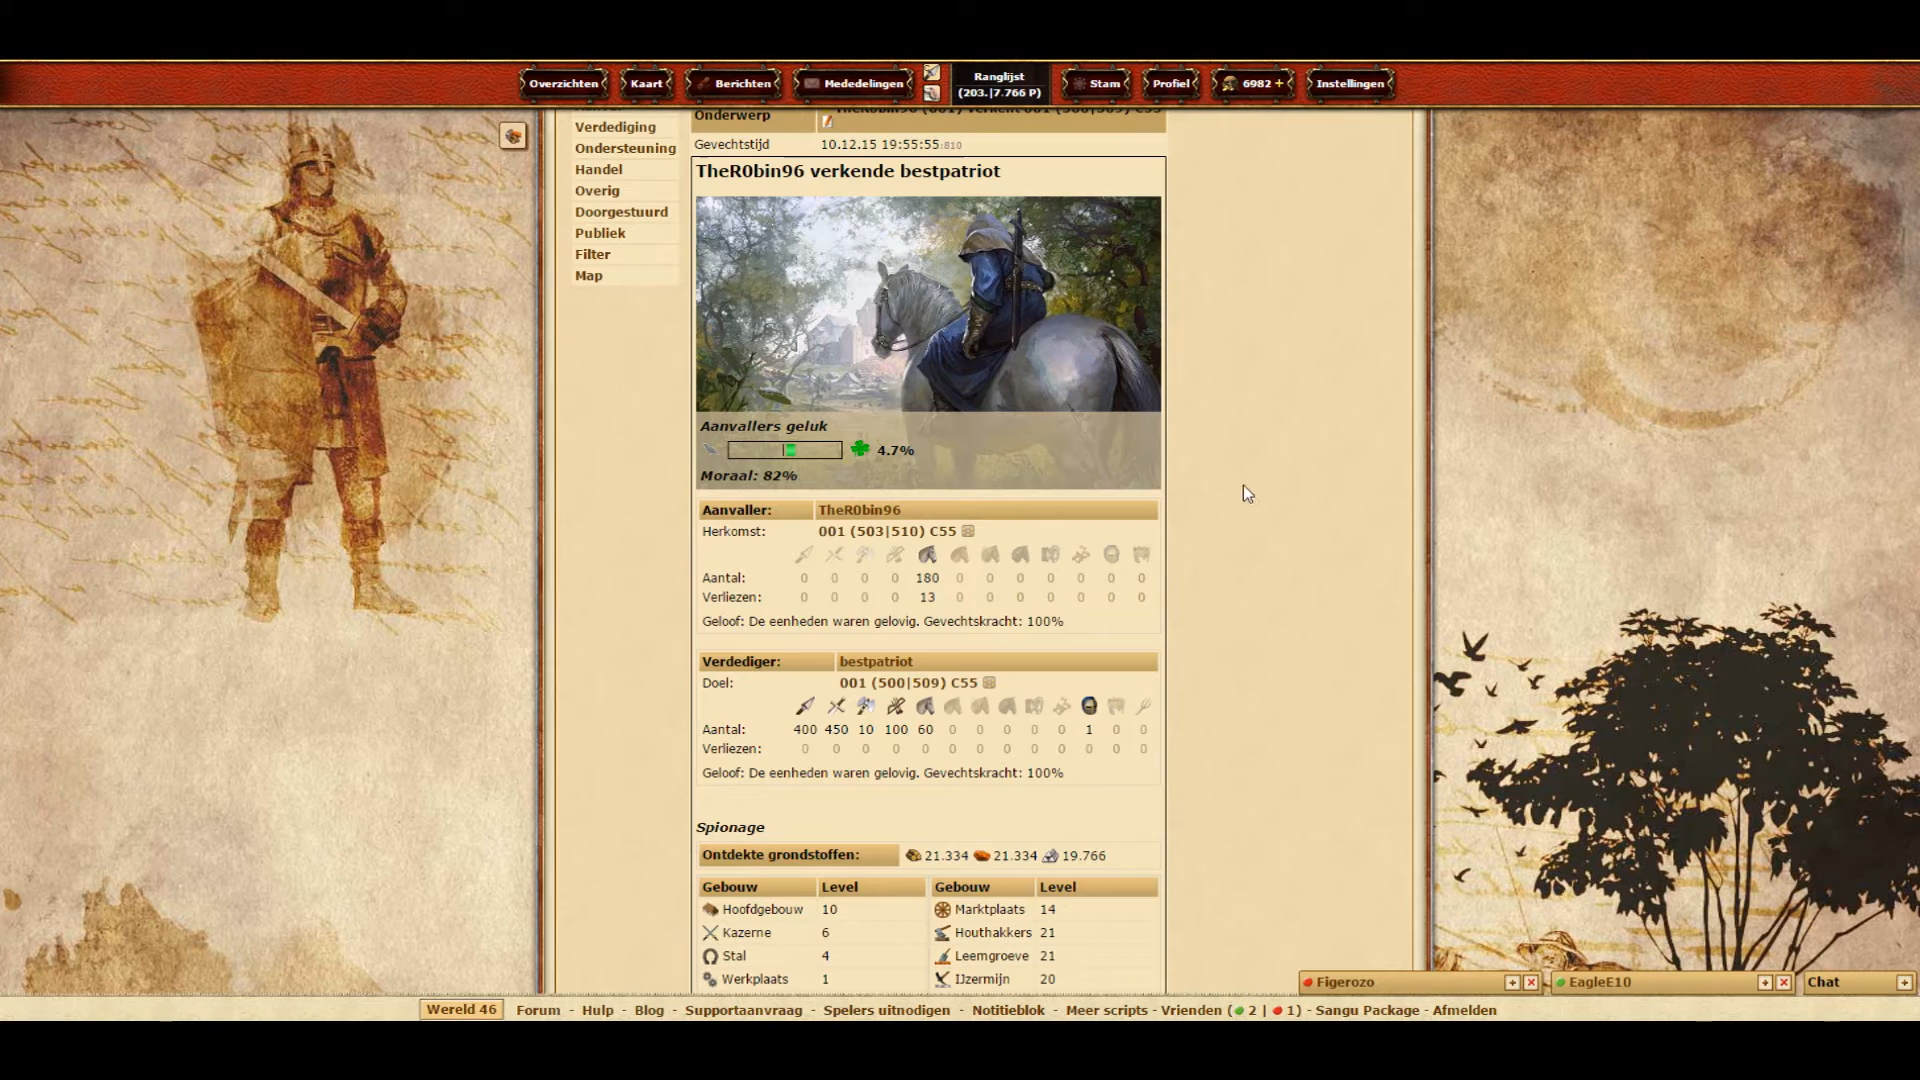 Overzichten Kaart Berichten Mededelingen Ranglijst Stam Profiel 6982 + Instellingen
(203.|7.766 P)
Verdediging
Ondersteuning
Handel
Overig
Doorgestuurd
Publiek
Filter
Map
Onderwerp
Gevechtstijd 10.12.15 19:55:55:810
TheR0bin96 verkende bestpatriot
Aanvallers geluk
4.7%
Moraal: 82%
Aanvaller: TheR0bin96
Herkomst: 001 (503|510) C55
Aantal: 0 0 0 0 180 0 0 0 0 0 0 0
Verliezen: 0 0 0 0 13 0 0 0 0 0 0 0
Geloof: De eenheden waren gelovig. Gevechtskracht: 100%
Verdediger: bestpatriot
Doel: 001 (500|509) C55
Aantal: 400 450 10 100 60 0 0 0 0 0 1 0 0
Verliezen: 0 0 0 0 0 0 0 0 0 0 0 0 0
Geloof: De eenheden waren gelovig. Gevechtskracht: 100%
Spionage
Ontdekte grondstoffen: 21.334 21.334 19.766
Gebouw Level Gebouw Level
Hoofdgebouw 10 Marktplaats 14
Kazerne 6 Houthakkers 21
Stal 4 Leemgroeve 21
Werkplaats 1 IJzermijn 20
Figerozo EagleE10 Chat
Wereld 46 Forum - Hulp - Blog - Supportaanvraag - Spelers uitnodigen - Notitieblok - Meer scripts - Vrienden (2 | 1) - Sangu Package - Afmelden